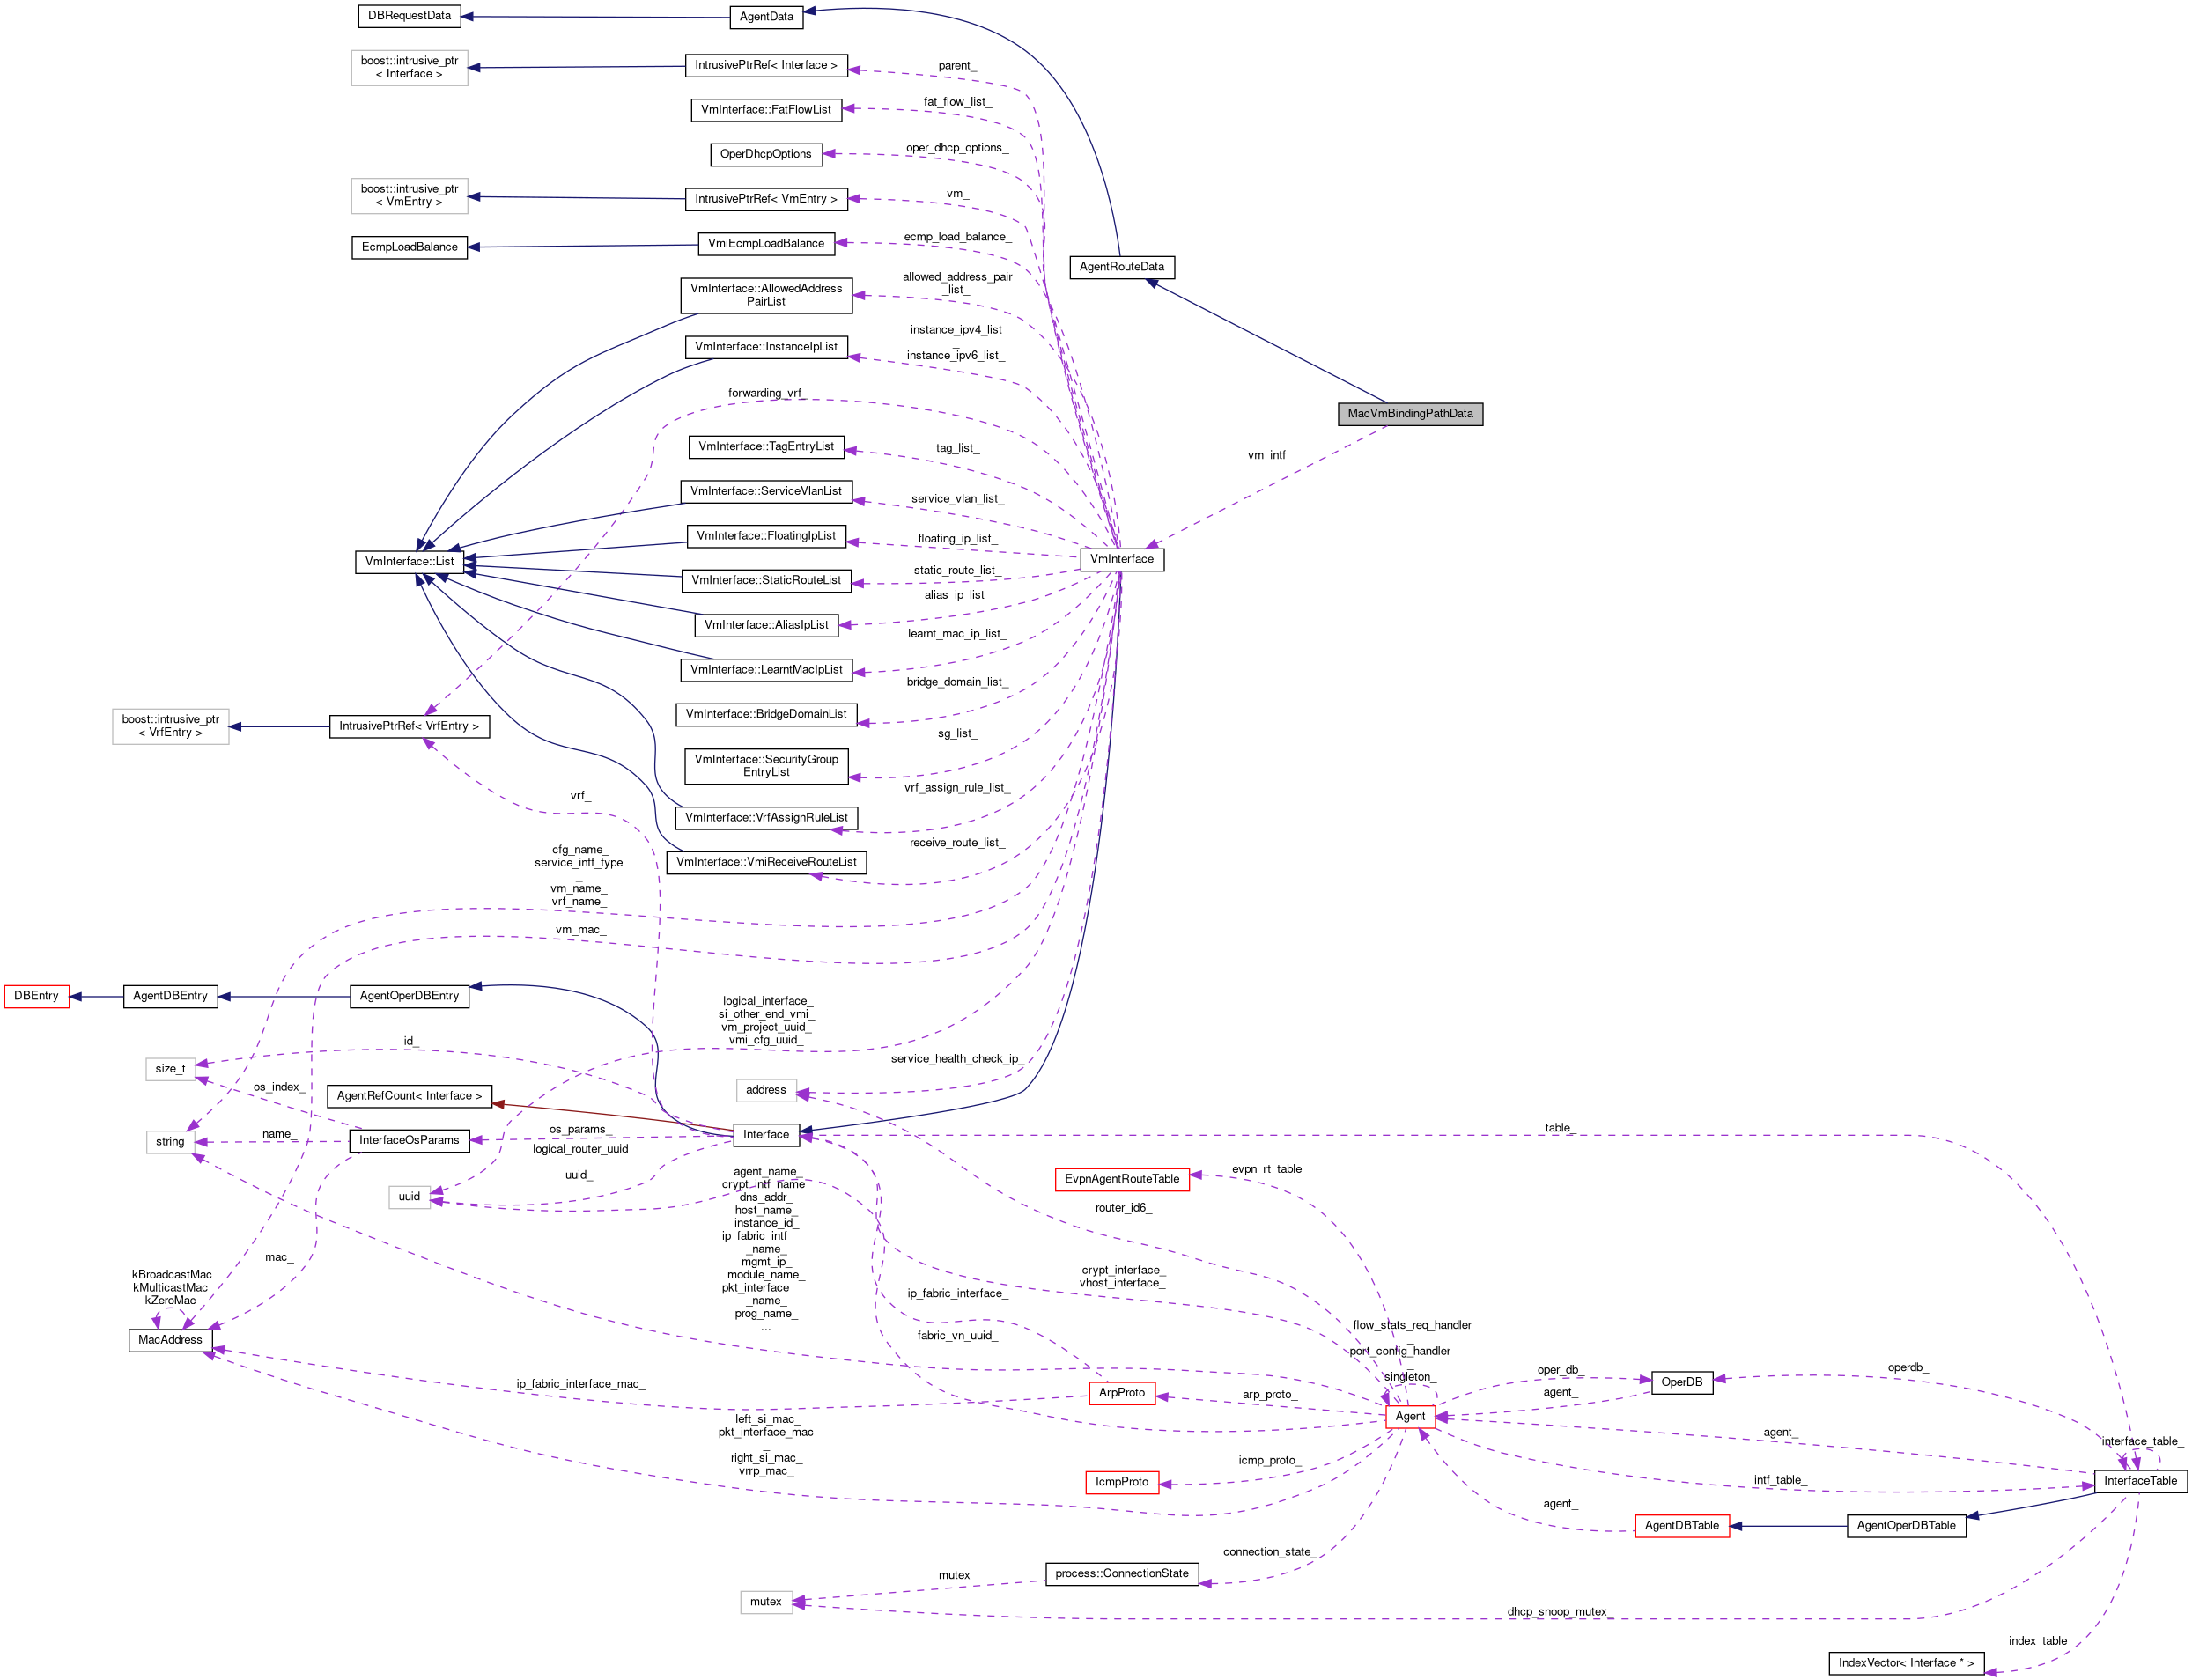 DBRequestData
AgentData
boost::intrusive_ptr
< Interface >
IntrusivePtrRef< Interface >
parent_
VmInterface::FatFlowList
fat_flow_list_
OperDhcpOptions
oper_dhcp_options_
boost::intrusive_ptr
< VmEntry >
IntrusivePtrRef< VmEntry >
vm_
EcmpLoadBalance
VmiEcmpLoadBalance
ecmp_load_balance_
AgentRouteData
VmInterface::AllowedAddress
PairList
allowed_address_pair
_list_
VmInterface::InstanceIpList
instance_ipv4_list
_
instance_ipv6_list_
forwarding_vrf_
MacVmBindingPathData
vm_intf_
VmInterface::TagEntryList
tag_list_
VmInterface::ServiceVlanList
service_vlan_list_
VmInterface::FloatingIpList
floating_ip_list_
VmInterface::List
VmInterface
VmInterface::StaticRouteList
static_route_list_
VmInterface::AliasIpList
alias_ip_list_
VmInterface::LearntMacIpList
learnt_mac_ip_list_
VmInterface::BridgeDomainList
bridge_domain_list_
boost::intrusive_ptr
< VrfEntry >
IntrusivePtrRef< VrfEntry >
VmInterface::SecurityGroup
EntryList
sg_list_
vrf_
VmInterface::VrfAssignRuleList
vrf_assign_rule_list_
VmInterface::VmiReceiveRouteList
receive_route_list_
cfg_name_
service_intf_type
_
vm_name_
vrf_name_
vm_mac_
DBEntry
AgentDBEntry
AgentOperDBEntry
logical_interface_
si_other_end_vmi_
vm_project_uuid_
vmi_cfg_uuid_
id_
size_t
os_index_
service_health_check_ip_
address
AgentRefCount< Interface >
string
name_
InterfaceOsParams
os_params_
Interface
table_
logical_router_uuid
_
uuid_
uuid
agent_name_
crypt_intf_name_
dns_addr_
host_name_
instance_id_
ip_fabric_intf
_name_
mgmt_ip_
module_name_
pkt_interface
_name_
prog_name_
...
EvpnAgentRouteTable
evpn_rt_table_
router_id6_
mac_
kBroadcastMac
kMulticastMac
kZeroMac
MacAddress
crypt_interface_
vhost_interface_
ip_fabric_interface_
fabric_vn_uuid_
flow_stats_req_handler
_
port_config_handler
_
singleton_
ip_fabric_interface_mac_
ArpProto
arp_proto_
Agent
oper_db_
agent_
OperDB
operdb_
left_si_mac_
pkt_interface_mac
_
right_si_mac_
vrrp_mac_
agent_
interface_table_
InterfaceTable
IcmpProto
icmp_proto_
intf_table_
agent_
AgentDBTable
AgentOperDBTable
connection_state_
process::ConnectionState
mutex_
mutex
dhcp_snoop_mutex_
index_table_
IndexVector< Interface * >